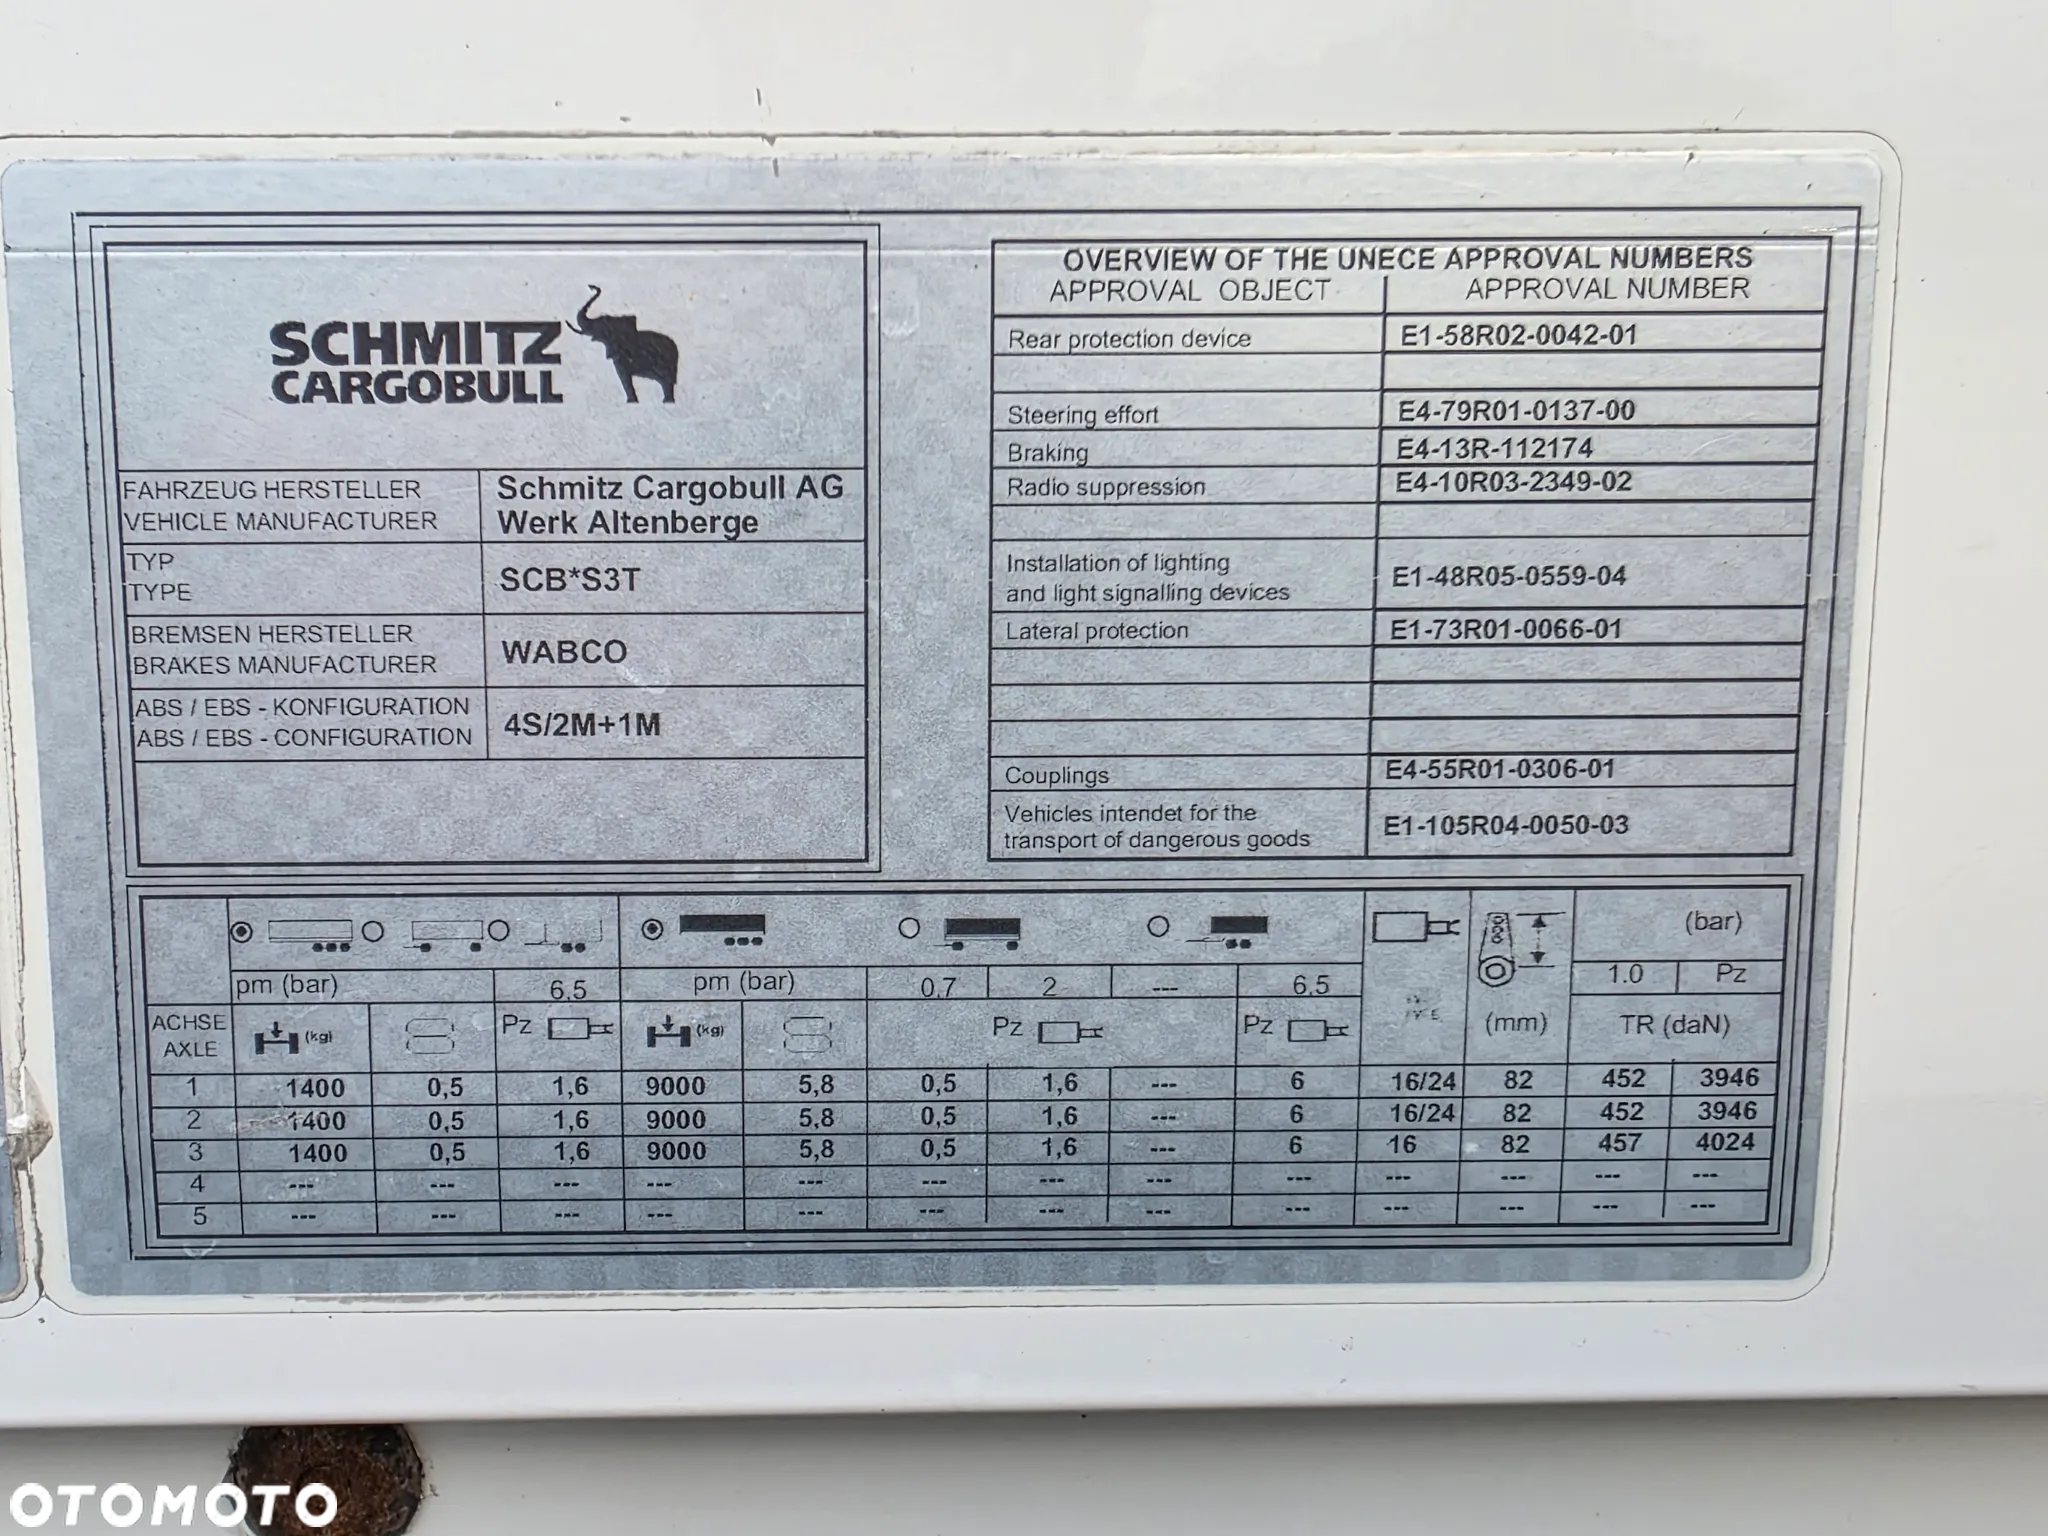 SCHMITZ
CARGOBULL
FAHRZEUG HERSTELLER
VEHICLE MANUFACTURER
Schmitz Cargobull AG
Werk Altenberge
TYP
TYPE
SCB*S3T
BREMSEN HERSTELLER
BRAKES MANUFACTURER
WABCO
ABS / EBS - KONFIGURATION
ABS / EBS - CONFIGURATION
4S/2M+1M
OVERVIEW OF THE UNECE APPROVAL NUMBERS
APPROVAL OBJECT APPROVAL NUMBER
Rear protection device E1-58R02-0042-01
Steering effort E4-79R01-0137-00
Braking E4-13R-112174
Radio suppression E4-10R03-2349-02
Installation of lighting
and light signalling devices E1-48R05-0559-04
Lateral protection E1-73R01-0066-01
Couplings E4-55R01-0306-01
Vehicles intendet for the
transport of dangerous goods E1-105R04-0050-03
(bar)
pm (bar) 6.5 pm (bar) 0.7 2 --- 6.5 1.0 Pz
ACHSE
AXLE
(kg) Pz (kg) Pz Pz (mm) TR (daN)
1 1400 0,5 1,6 9000 5,8 0,5 1,6 --- 6 16/24 82 452 3946
2 1400 0,5 1,6 9000 5,8 0,5 1,6 --- 6 16/24 82 452 3946
3 1400 0,5 1,6 9000 5,8 0,5 1,6 --- 6 16 82 457 4024
4 --- --- --- --- --- --- --- --- --- --- --- --- ---
5 --- --- --- --- --- --- --- --- --- --- --- --- ---
OTOMOTO